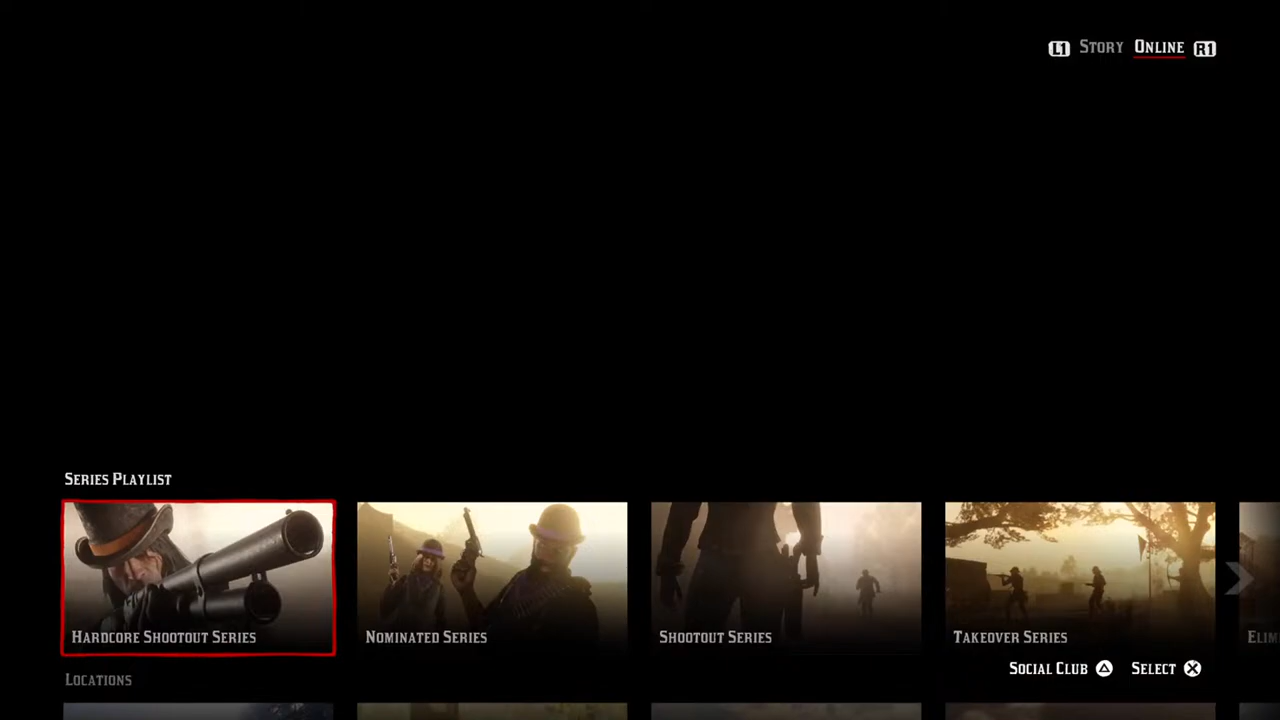 L1 STORY ONLINE R1
SERIES PLAYLIST
HARDCORE SHOOTOUT SERIES
NOMINATED SERIES
SHOOTOUT SERIES
TAKEOVER SERIES
ELIM
LOCATIONS
SOCIAL CLUB
SELECT